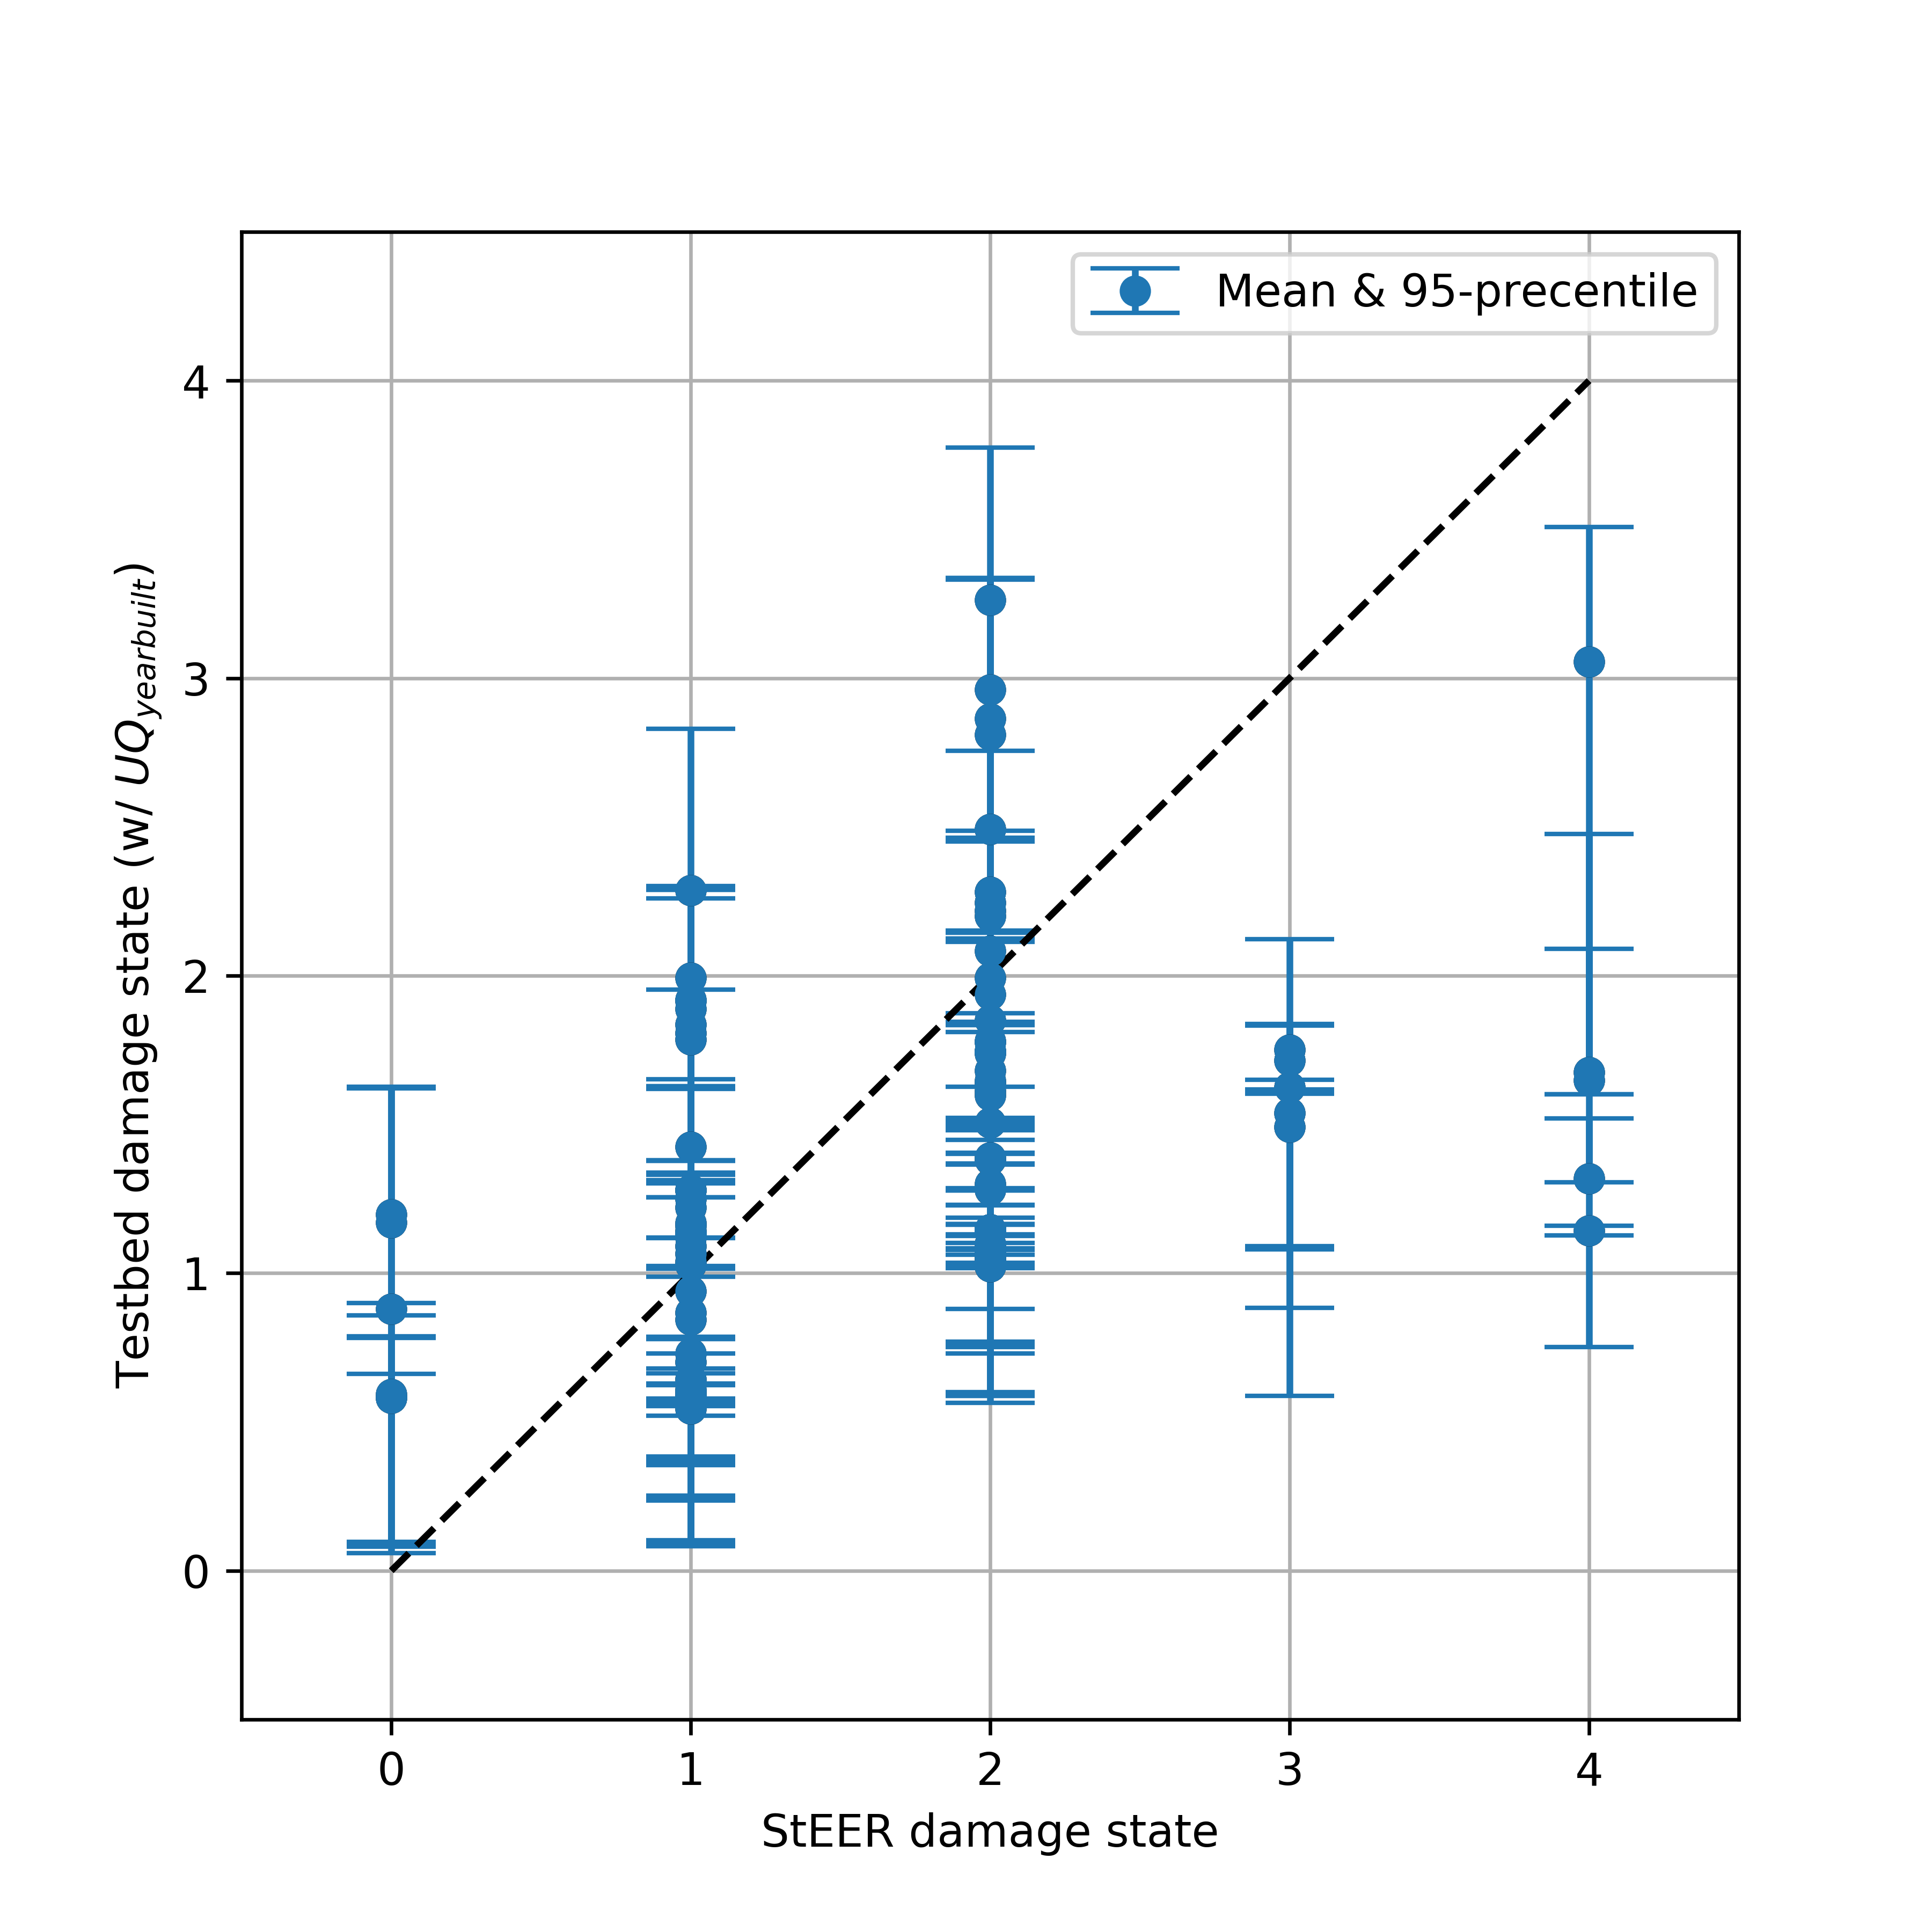 Mean & 95-precentile
4
3
2
1
0
Testbed damage state (w/ UQyearbuilt)
0 1 2 3 4
StEER damage state